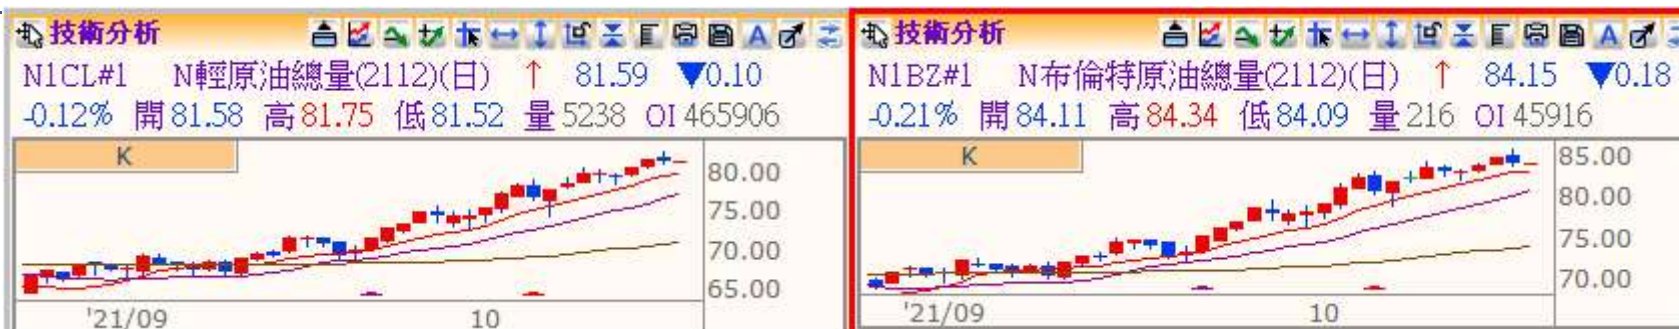 技術分析
N1CL#1 N輕原油總量(2112)(日) ↑ 81.59 ▼0.10
-0.12% 開 81.58 高 81.75 低 81.52 量 5238 OI 465906
K
80.00
75.00
70.00
65.00
'21/09 10
技術分析
N1BZ#1 N布倫特原油總量(2112)(日) ↑ 84.15 ▼0.18
-0.21% 開 84.11 高 84.34 低 84.09 量 216 OI 45916
K
85.00
80.00
75.00
70.00
'21/09 10